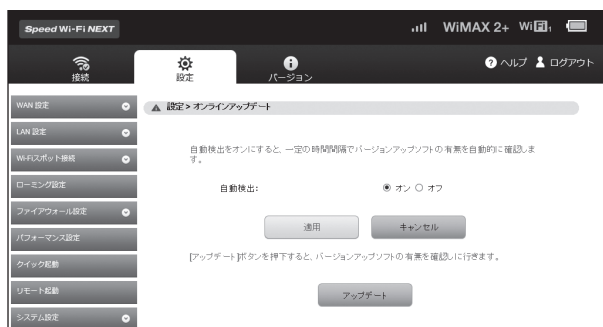 Speed Wi-Fi NEXT
WiMAX 2+ WiFi1
接続
設定
バージョン
ヘルプ ログアウト
WAN 設定
LAN 設定
Wi-Fiスポット接続
ローミング設定
ファイアウォール設定
パフォーマンス設定
クイック起動
リモート起動
システム設定
設定 > オンラインアップデート
自動検出をオンにすると、一定の時間間隔でバージョンアップソフトの有無を自動的に確認しま
す。
自動検出: オン オフ
適用 キャンセル
[アップデート]ボタンを押下すると、バージョンアップソフトの有無を確認しに行きます。
アップデート